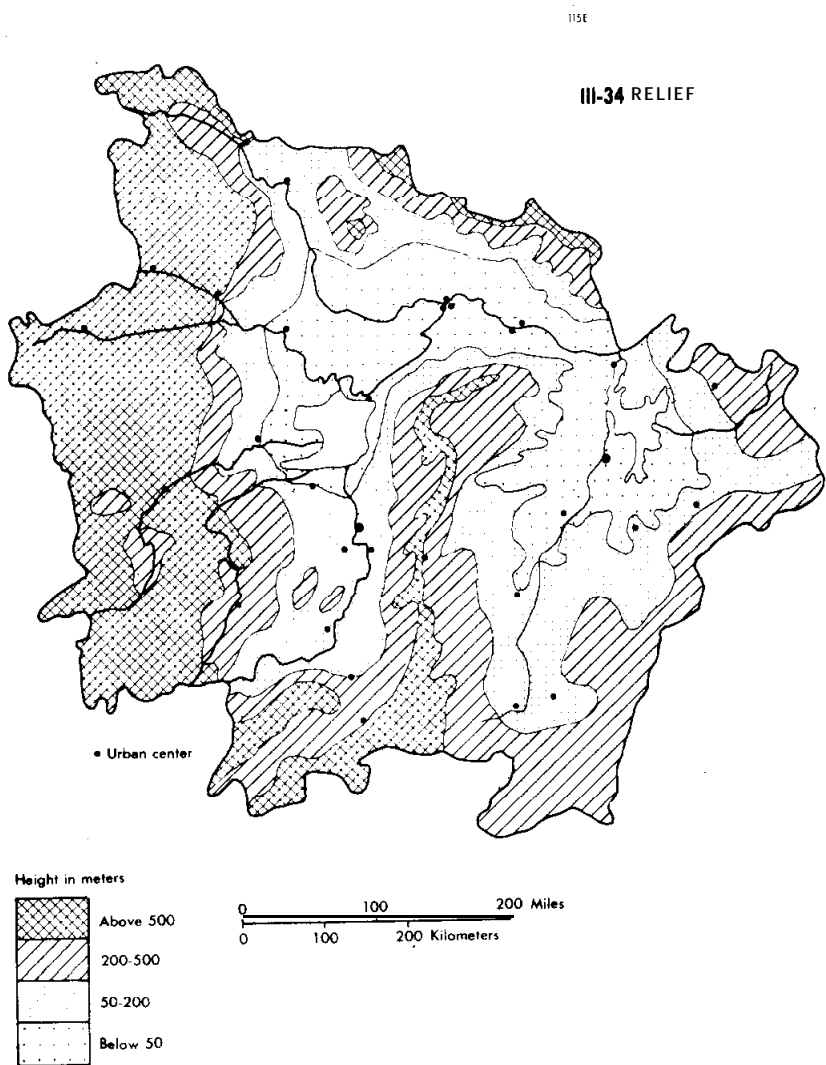 115E
III-34 RELIEF
• Urban center
Height in meters
Above 500
200-500
50-200
Below 50
0 100 200 Miles
0 100 200 Kilometers